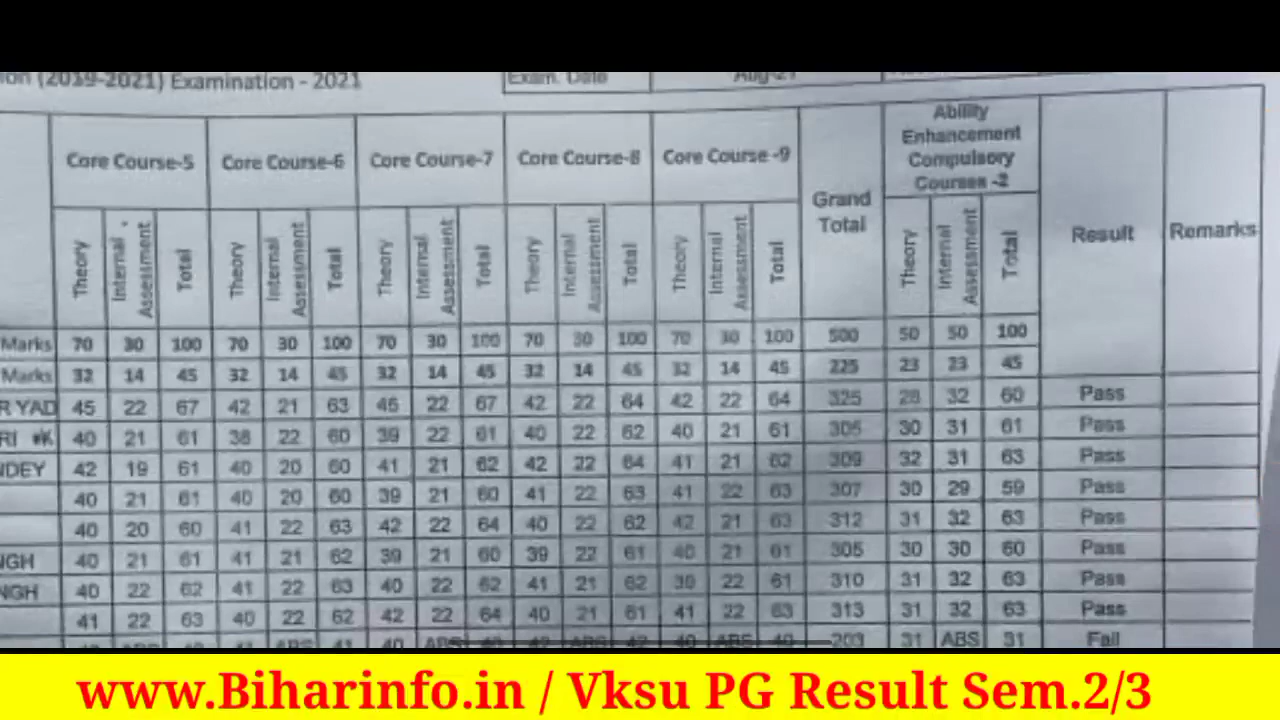 ion (2019-2021) Examination - 2021 Exam. Date Aug-21
Core Course-5 Core Course-6 Core Course-7 Core Course-8 Core Course -9 Grand Total Ability Enhancement Compulsory Courses -2 Result Remarks
Theory Internal Assessment Total Theory Internal Assessment Total Theory Internal Assessment Total Theory Internal Assessment Total Theory Internal Assessment Total Theory Internal Assessment Total
Marks 70 30 100 70 30 100 70 30 100 70 30 100 70 30 100 500 50 50 100
Marks 32 14 45 32 14 45 32 14 45 32 14 45 32 14 45 225 23 23 45
R YAD 45 22 67 42 21 63 45 22 67 42 22 64 42 22 64 325 28 32 60 Pass
RI 40 21 61 38 22 60 39 22 61 40 22 62 40 21 61 305 30 31 61 Pass
NDEY 42 19 61 40 20 60 41 21 62 42 22 64 41 21 62 309 32 31 63 Pass
40 21 61 40 20 60 39 21 60 41 22 63 41 22 63 307 30 29 59 Pass
40 20 60 41 22 63 42 22 64 40 22 62 42 21 63 312 31 32 63 Pass
NGH 40 21 61 41 21 62 39 21 60 39 22 61 40 21 61 305 30 30 60 Pass
NGH 40 22 62 41 22 63 40 22 62 41 21 62 39 22 61 310 31 32 63 Pass
41 22 63 40 22 62 42 22 64 40 21 61 41 22 63 313 31 32 63 Pass
ABS 41 ABS 41 40 ABS 40 42 ABS 42 40 ABS 40 203 31 ABS 31 Fail
www.Biharinfo.in / Vksu PG Result Sem.2/3